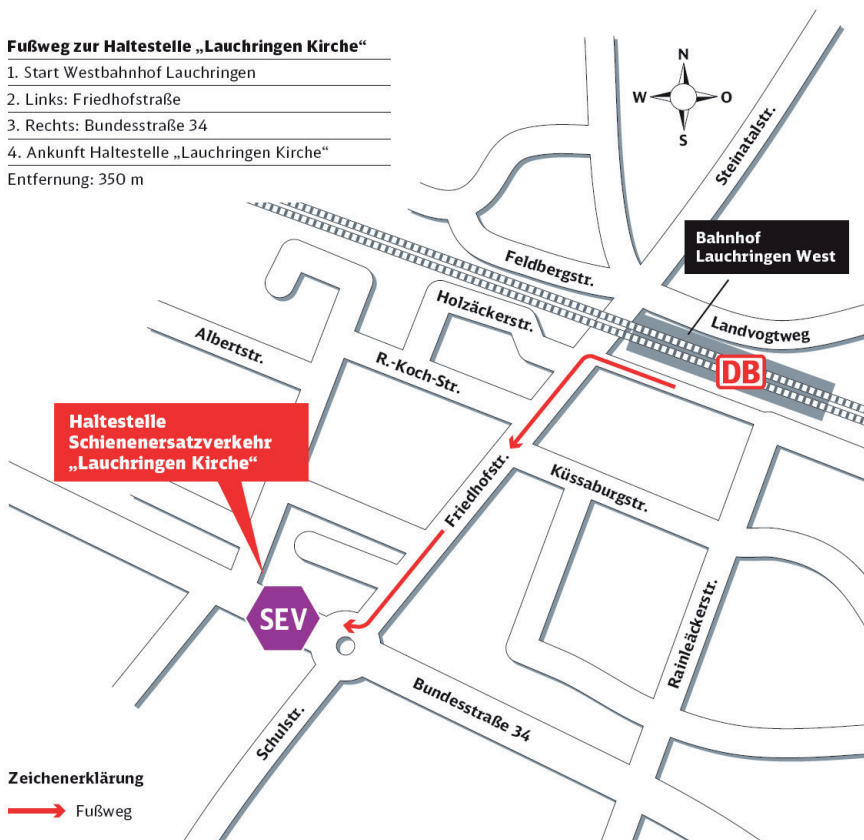 Fußweg zur Haltestelle „Lauchringen Kirche“
1. Start Westbahnhof Lauchringen
2. Links: Friedhofstraße
3. Rechts: Bundesstraße 34
4. Ankunft Haltestelle „Lauchringen Kirche“
Entfernung: 350 m
N
W
O
S
Steinatalstr.
Bahnhof
Lauchringen West
Feldbergstr.
Holzäckerstr.
Landvogtweg
Albertstr.
R.-Koch-Str.
DB
Haltestelle
Schienenersatzverkehr
„Lauchringen Kirche“
Friedhofstr.
Küssaburgstr.
SEV
Rainleäckerstr.
Bundesstraße 34
Schulstr.
Zeichenerklärung
Fußweg